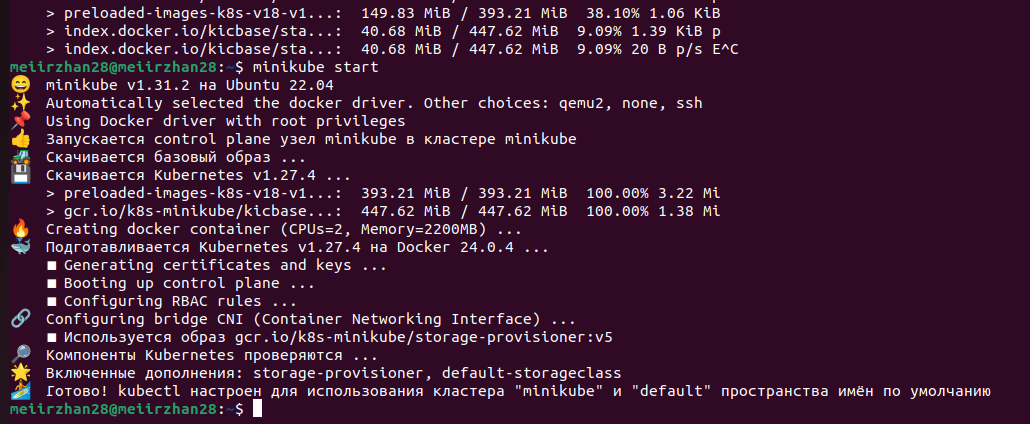 > preloaded-images-k8s-v18-v1...:  149.83 MiB / 393.21 MiB  38.10% 1.06 KiB
> index.docker.io/kicbase/sta...:  40.68 MiB / 447.62 MiB  9.09% 1.39 KiB p
> index.docker.io/kicbase/sta...:  40.68 MiB / 447.62 MiB  9.09% 20 B p/s E^C
meiirzhan28@meiirzhan28:~$ minikube start
😄  minikube v1.31.2 на Ubuntu 22.04
✨  Automatically selected the docker driver. Other choices: qemu2, none, ssh
📌  Using Docker driver with root privileges
👍  Запускается control plane узел minikube в кластере minikube
🚜  Скачивается базовый образ ...
💾  Скачивается Kubernetes v1.27.4 ...
> preloaded-images-k8s-v18-v1...:  393.21 MiB / 393.21 MiB  100.00% 3.22 Mi
> gcr.io/k8s-minikube/kicbase...:  447.62 MiB / 447.62 MiB  100.00% 1.38 Mi
🔥  Creating docker container (CPUs=2, Memory=2200MB) ...
🐳  Подготавливается Kubernetes v1.27.4 на Docker 24.0.4 ...
■ Generating certificates and keys ...
■ Booting up control plane ...
■ Configuring RBAC rules ...
🔗  Configuring bridge CNI (Container Networking Interface) ...
■ Используется образ gcr.io/k8s-minikube/storage-provisioner:v5
🔎  Компоненты Kubernetes проверяются ...
🌟  Включенные дополнения: storage-provisioner, default-storageclass
🏄  Готово! kubectl настроен для использования кластера "minikube" и "default" пространства имён по умолчанию
meiirzhan28@meiirzhan28:~$